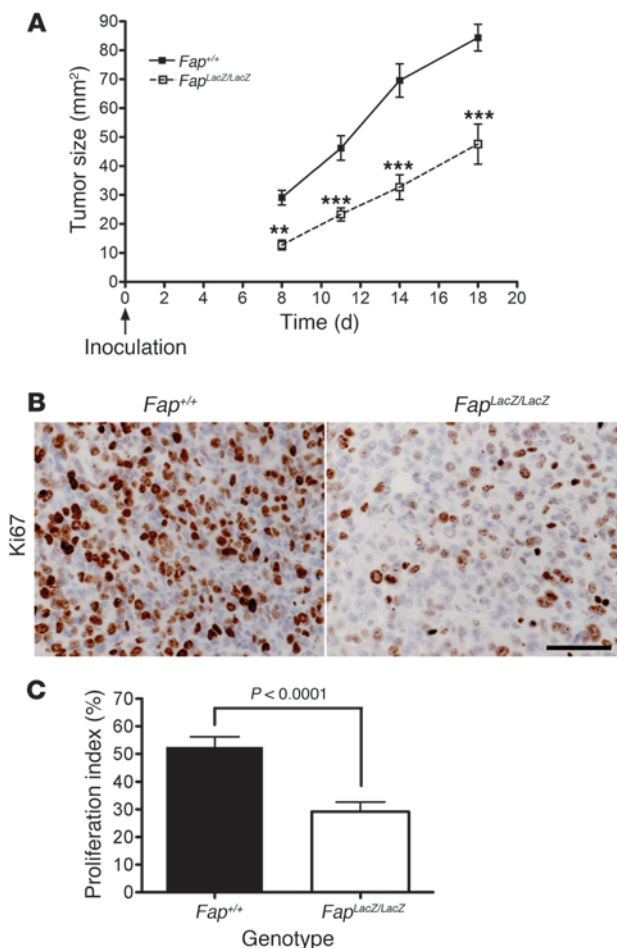 A
90
80
70
60
50
40
30
20
10
0
Tumor size (mm²)
Fap+/+
FapLacZ/LacZ
**
***
***
***
0 2 4 6 8 10 12 14 16 18 20
Time (d)
Inoculation
B
Fap+/+ FapLacZ/LacZ
Ki67
C
70
60
50
40
30
20
10
0
Proliferation index (%)
P < 0.0001
Fap+/+ FapLacZ/LacZ
Genotype